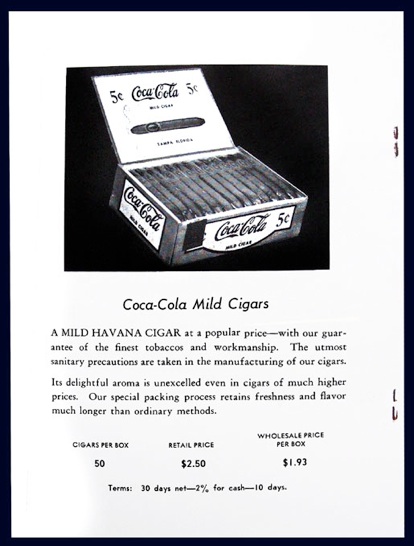 5¢ Coca-Cola 5¢
MILD CIGAR
TAMPA FLORIDA
Coca-Cola
MILD CIGAR
Coca-Cola 5¢
MILD CIGAR
Coca-Cola Mild Cigars
A MILD HAVANA CIGAR at a popular price—with our guar-
antee of the finest tobaccos and workmanship. The utmost
sanitary precautions are taken in the manufacturing of our cigars.
Its delightful aroma is unexcelled even in cigars of much higher
prices. Our special packing process retains freshness and flavor
much longer than ordinary methods.
CIGARS PER BOX RETAIL PRICE WHOLESALE PRICE
PER BOX
50 $2.50 $1.93
Terms: 30 days net—2% for cash—10 days.